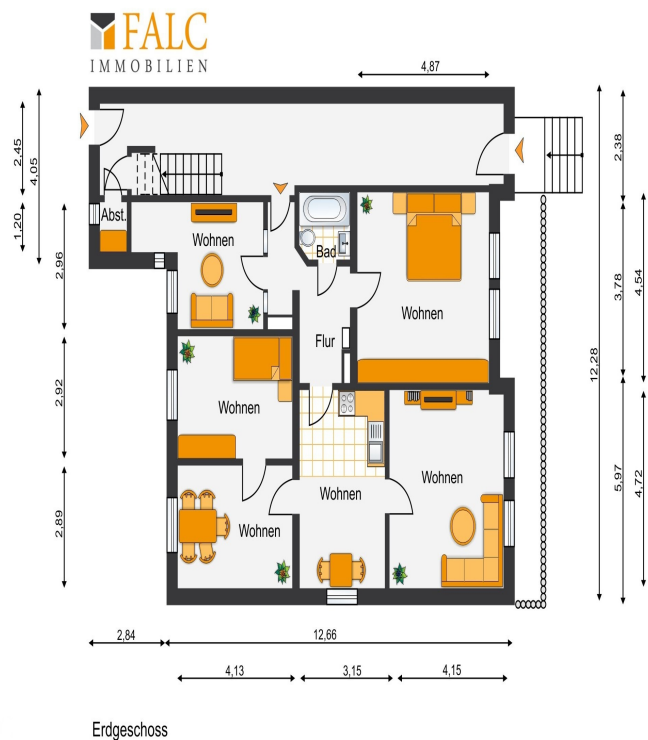 FALC
IMMOBILIEN
4,87
2,45
4,05
1,20
2,96
2,92
2,89
2,38
3,78
4,54
12,28
5,97
4,72
Abst.
Wohnen
Bad
Wohnen
Flur
Wohnen
Wohnen
Wohnen
Wohnen
2,84
12,66
4,13
3,15
4,15
Erdgeschoss